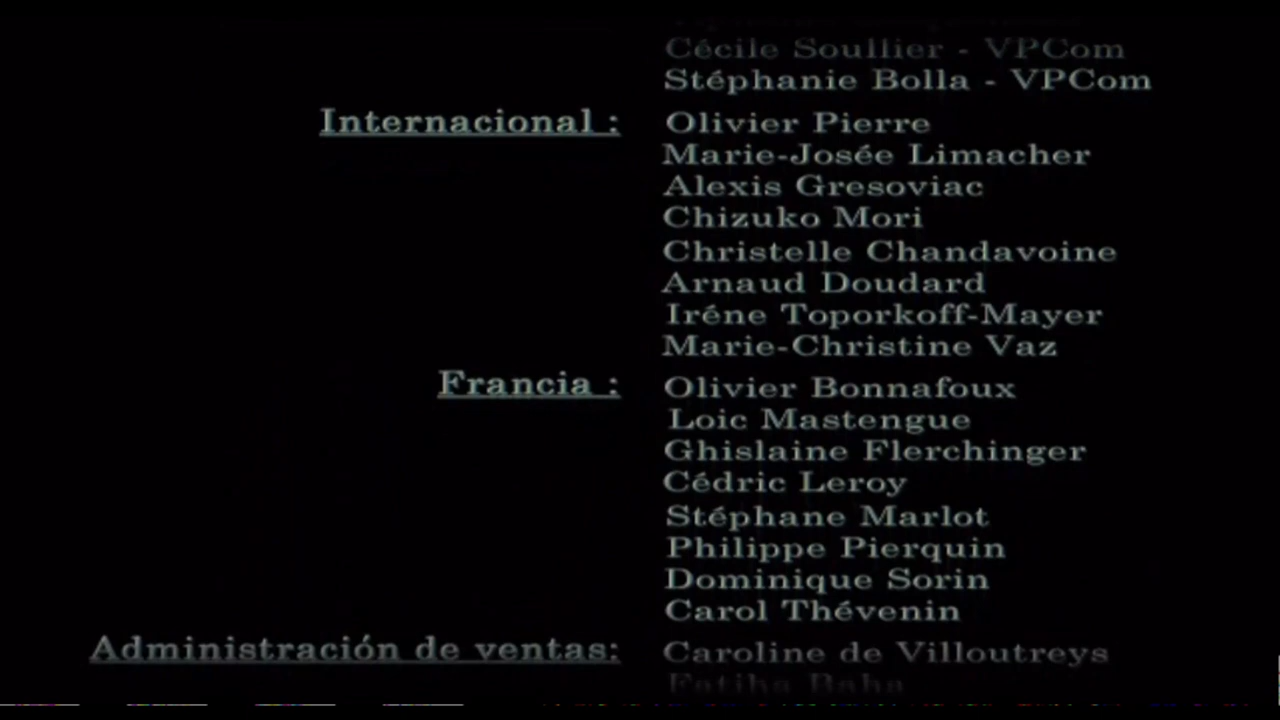 Cécile Soullier - VPCom
Stéphanie Bolla - VPCom
Internacional : Olivier Pierre
Marie-Josée Limacher
Alexis Gresoviac
Chizuko Mori
Christelle Chandavoine
Arnaud Doudard
Iréne Toporkoff-Mayer
Marie-Christine Vaz
Francia : Olivier Bonnafoux
Loic Mastengue
Ghislaine Flerchinger
Cédric Leroy
Stéphane Marlot
Philippe Pierquin
Dominique Sorin
Carol Thévenin
Administración de ventas: Caroline de Villoutreys
Fatiha Baha